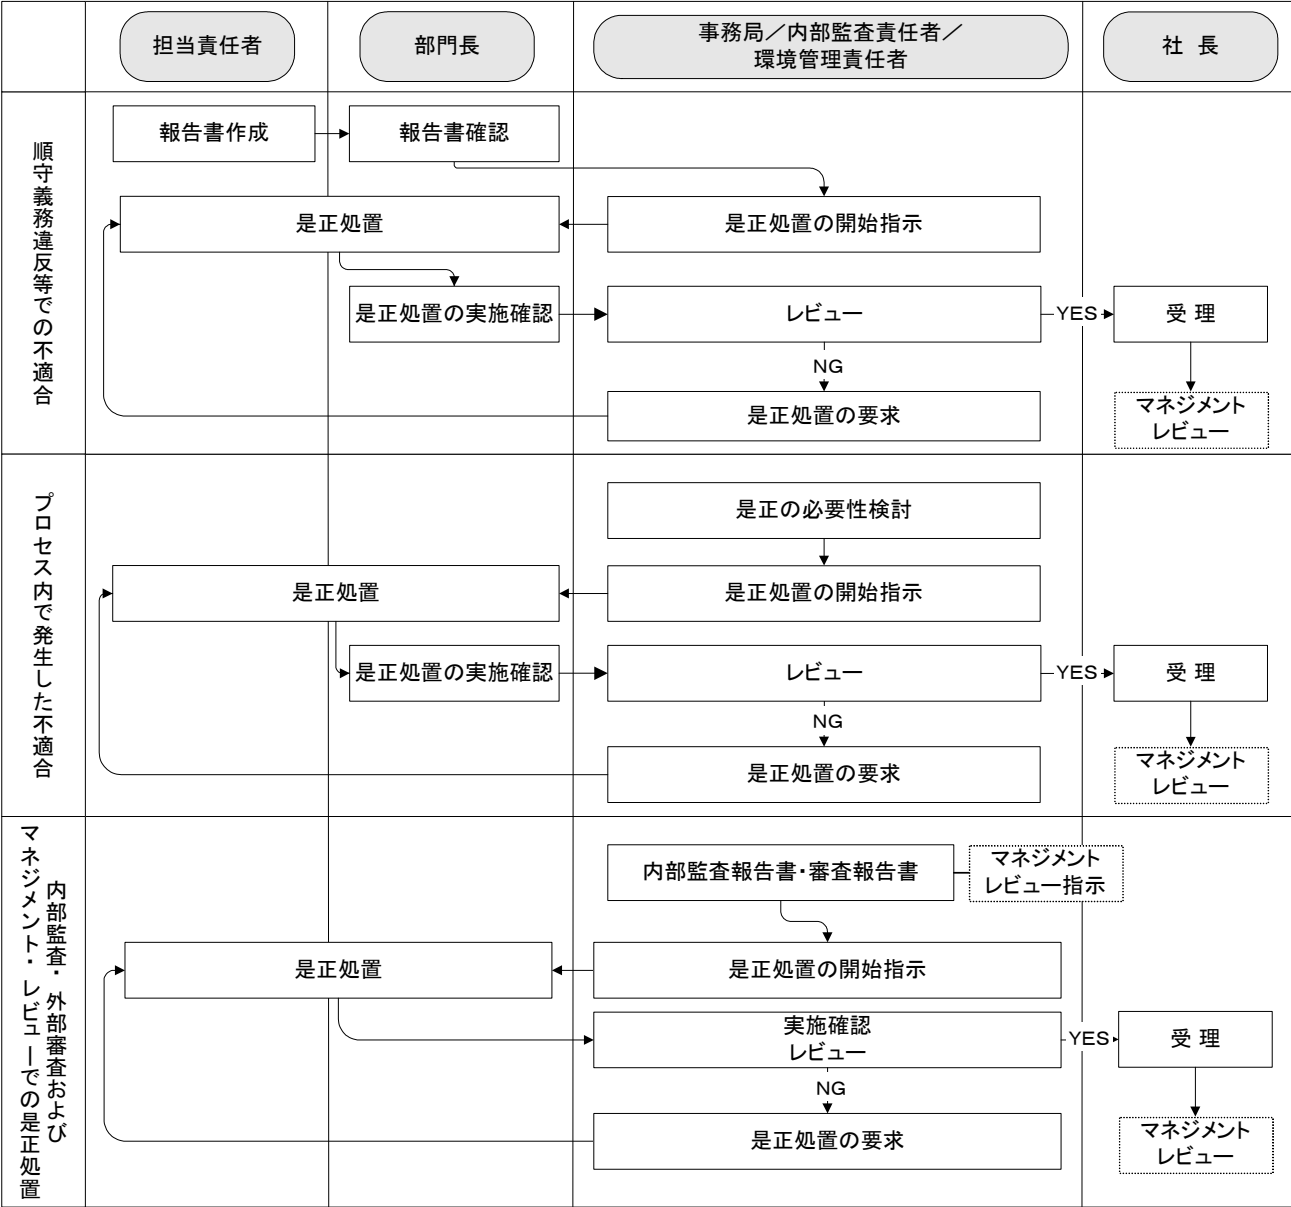 担当責任者
部門長
事務局／内部監査責任者／
環境管理責任者
社 長
順守義務違反等での不適合
報告書作成
報告書確認
是正処置
是正処置の開始指示
是正処置の実施確認
レビュー
YES
受 理
NG
是正処置の要求
マネジメント
レビュー
プロセス内で発生した不適合
是正の必要性検討
是正処置
是正処置の開始指示
是正処置の実施確認
レビュー
YES
受 理
NG
是正処置の要求
マネジメント
レビュー
内部監査・外部審査および
マネジメント・レビューでの是正処置
内部監査報告書・審査報告書
マネジメント
レビュー指示
是正処置
是正処置の開始指示
実施確認
レビュー
YES
受 理
NG
是正処置の要求
マネジメント
レビュー